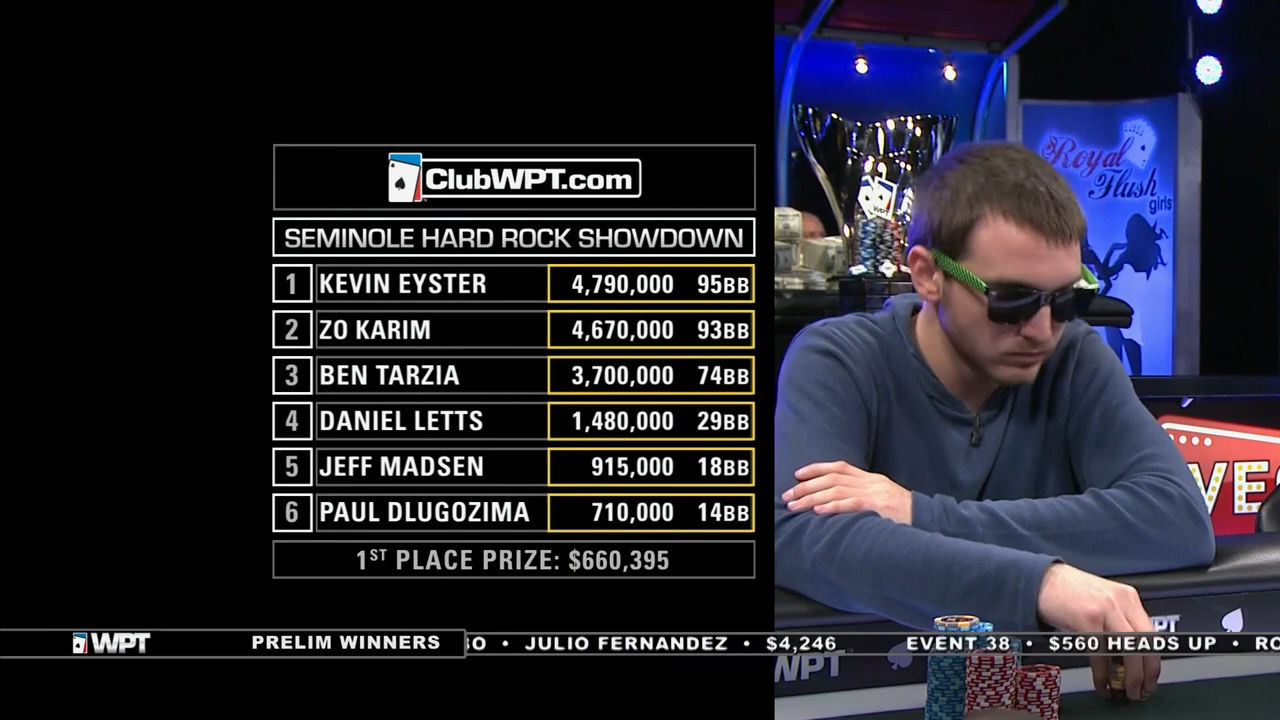 ClubWPT.com
SEMINOLE HARD ROCK SHOWDOWN
1 KEVIN EYSTER 4,790,000 95BB
2 ZO KARIM 4,670,000 93BB
3 BEN TARZIA 3,700,000 74BB
4 DANIEL LETTS 1,480,000 29BB
5 JEFF MADSEN 915,000 18BB
6 PAUL DLUGOZIMA 710,000 14BB
1ST PLACE PRIZE: $660,395
WPT
Royal
Flush
girls
WPT PRELIM WINNERS O • JULIO FERNANDEZ • $4,246 EVENT 38 • $560 HEADS UP • RO
WPT